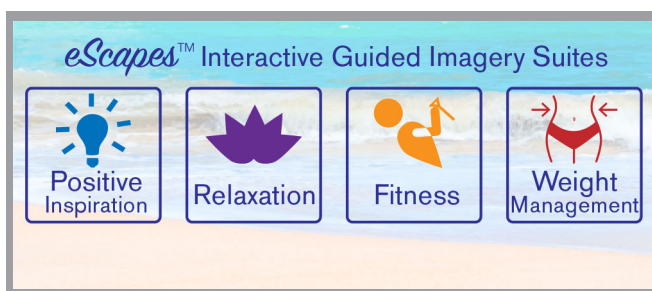 eScapes™ Interactive Guided Imagery Suites
Positive
Inspiration
Relaxation
Fitness
Weight
Management